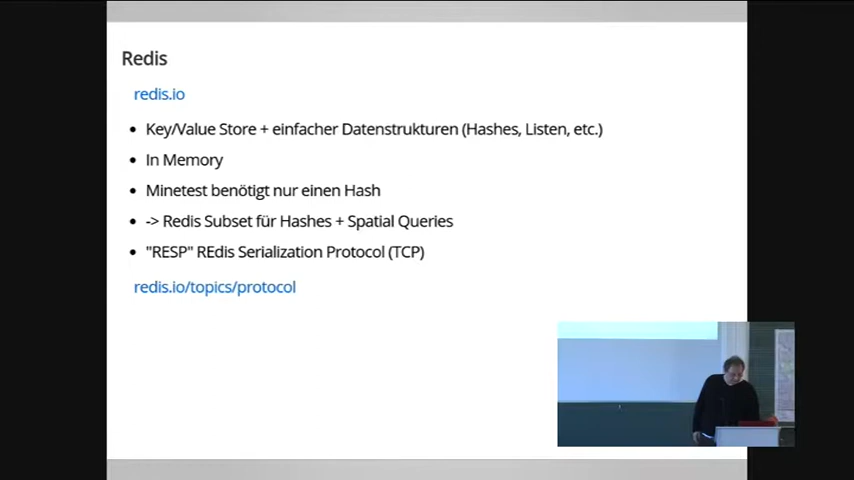 Redis
redis.io
Key/Value Store + einfacher Datenstrukturen (Hashes, Listen, etc.)
In Memory
Minetest benötigt nur einen Hash
-> Redis Subset für Hashes + Spatial Queries
"RESP" REdis Serialization Protocol (TCP)
redis.io/topics/protocol